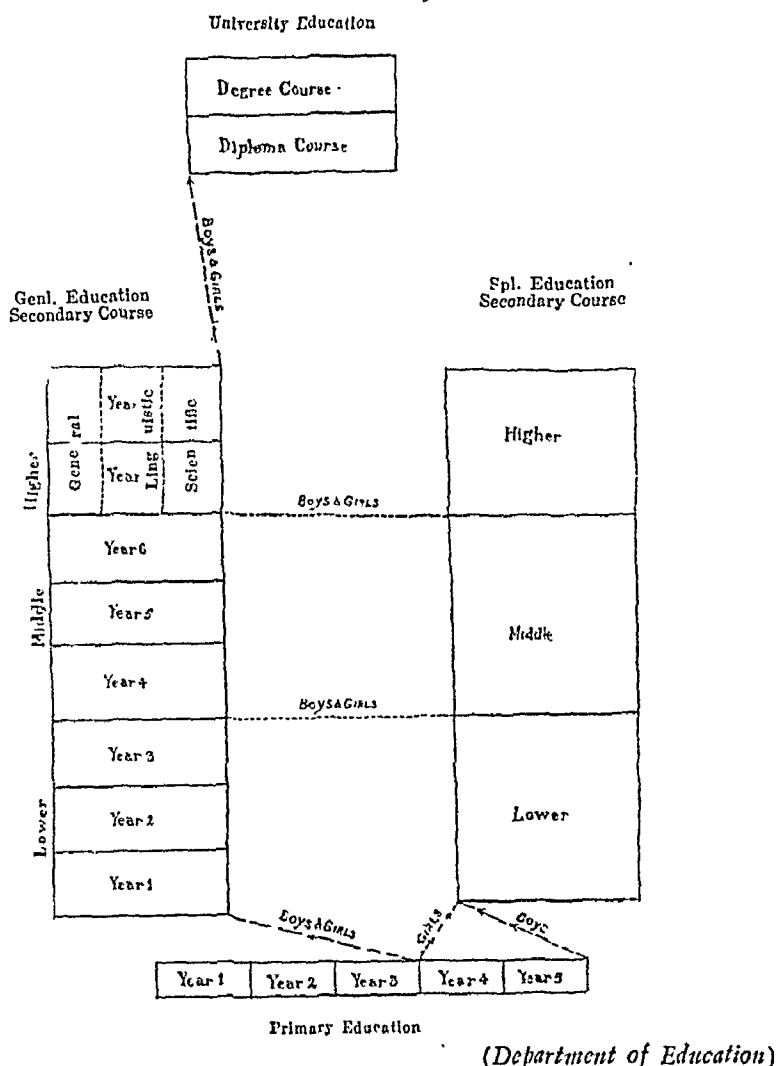 University Education
Degree Course
Diploma Course
Boys & Girls
Genl. Education
Secondary Course
Spl. Education
Secondary Course
Higher
General
Year
Year
Linguistic
Scientific
Higher
Boys & Girls
Middle
Year 6
Year 5
Year 4
Middle
Boys & Girls
Lower
Year 3
Year 2
Year 1
Lower
Boys & Girls
Girls
Boys
Year 1 Year 2 Year 3 Year 4 Year 5
Primary Education
(Department of Education)